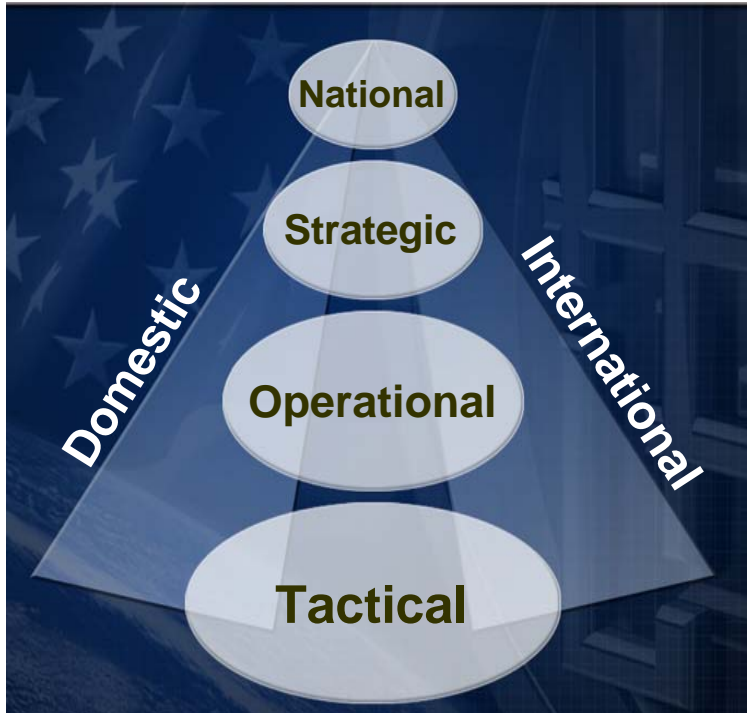 National
Strategic
Domestic
International
Operational
Tactical